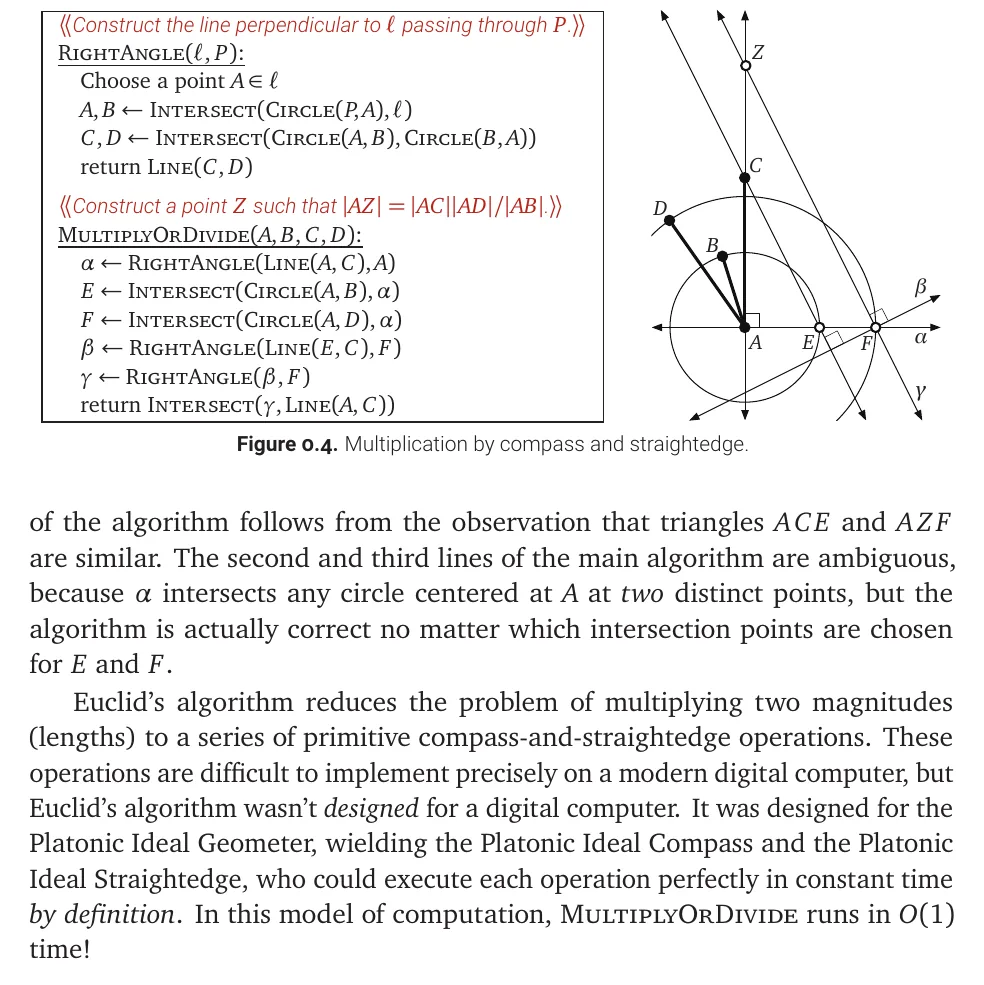 ⟨⟨Construct the line perpendicular to ℓ passing through P.⟩⟩
RightAngle(ℓ, P):
Choose a point A ∈ ℓ
A, B ← Intersect(Circle(P, A), ℓ)
C, D ← Intersect(Circle(A, B), Circle(B, A))
return Line(C, D)
⟨⟨Construct a point Z such that |AZ| = |AC||AD|/|AB|.⟩⟩
MultiplyOrDivide(A, B, C, D):
α ← RightAngle(Line(A, C), A)
E ← Intersect(Circle(A, B), α)
F ← Intersect(Circle(A, D), α)
β ← RightAngle(Line(E, C), F)
γ ← RightAngle(β, F)
return Intersect(γ, Line(A, C))
Z
C
D
B
β
A
E
F
α
γ
Figure 0.4. Multiplication by compass and straightedge.
of the algorithm follows from the observation that triangles ACE and AZF
are similar. The second and third lines of the main algorithm are ambiguous,
because α intersects any circle centered at A at two distinct points, but the
algorithm is actually correct no matter which intersection points are chosen
for E and F.
Euclid's algorithm reduces the problem of multiplying two magnitudes
(lengths) to a series of primitive compass-and-straightedge operations. These
operations are difficult to implement precisely on a modern digital computer, but
Euclid's algorithm wasn't designed for a digital computer. It was designed for the
Platonic Ideal Geometer, wielding the Platonic Ideal Compass and the Platonic
Ideal Straightedge, who could execute each operation perfectly in constant time
by definition. In this model of computation, MultiplyOrDivide runs in O(1)
time!